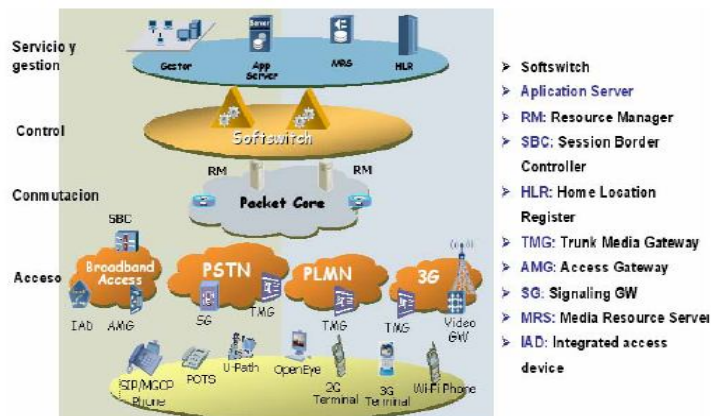 Servicio y
gestion
Gestor
App
Server
MRS
HLR
Control
Softswitch
RM
RM
Conmutacion
Packet Core
SBC
Acceso
Broadband
Access
PSTN
PLMN
3G
IAD
AMG
SG
TMG
TMG
TMG
Video
GW
SIP/MGCP
Phone
POTS
U-Path
OpenEye
2G
Terminal
3G
Terminal
Wi-Fi Phone
Softswitch
Aplication Server
RM: Resource Manager
SBC: Session Border
Controller
HLR: Home Location
Register
TMG: Trunk Media Gateway
AMG: Access Gateway
SG: Signaling GW
MRS: Media Resource Server
IAD: Integrated access
device